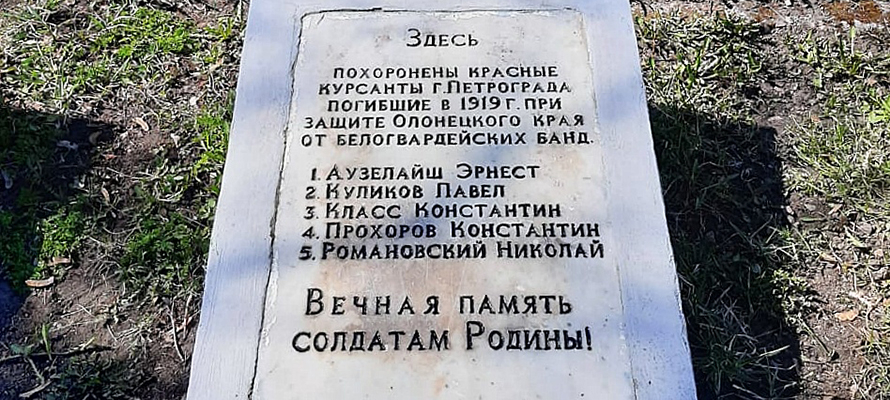 Здесь
похоронены красные
курсанты г.Петрограда
погибшие в 1919 г. при
защите Олонецкого края
от белогвардейских банд.
1. Аузелайш Эрнест
2. Куликов Павел
3. Класс Константин
4. Прохоров Константин
5. Романовский Николай
Вечная память
солдатам Родины!